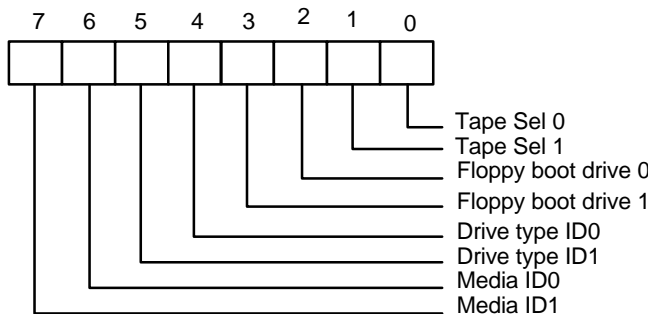 7 6 5 4 3 2 1 0
Tape Sel 0
Tape Sel 1
Floppy boot drive 0
Floppy boot drive 1
Drive type ID0
Drive type ID1
Media ID0
Media ID1